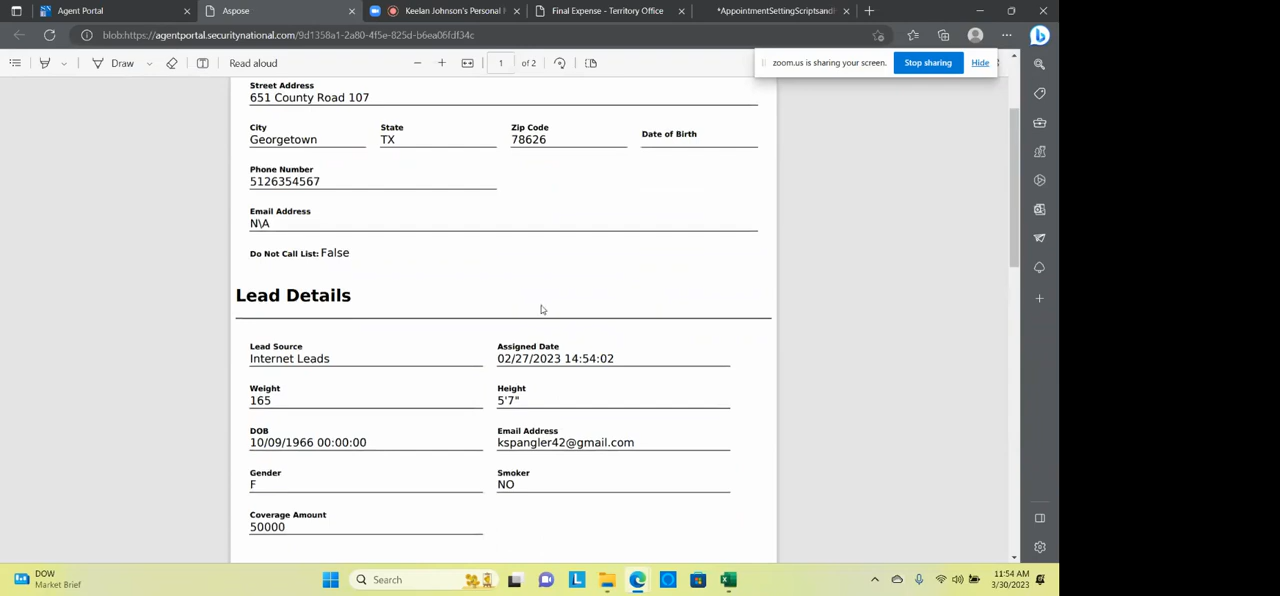 Agent Portal
Aspose
Keelan Johnson's Personal
Final Expense - Territory Office
*AppointmentSettingScriptsand
blob:https://agentportal.securitynational.com/9d1358a1-2a80-4f5e-825d-b6ea06fdf34c
Draw
Read aloud
1 of 2
zoom.us is sharing your screen.
Stop sharing
Hide
Street Address
651 County Road 107
City
State
Zip Code
Date of Birth
Georgetown
TX
78626
Phone Number
5126354567
Email Address
N\A
Do Not Call List: False
Lead Details
Lead Source
Assigned Date
Internet Leads
02/27/2023 14:54:02
Weight
Height
165
5'7"
DOB
Email Address
10/09/1966 00:00:00
kspangler42@gmail.com
Gender
Smoker
F
NO
Coverage Amount
50000
DOW
Market Brief
Search
11:54 AM
3/30/2023